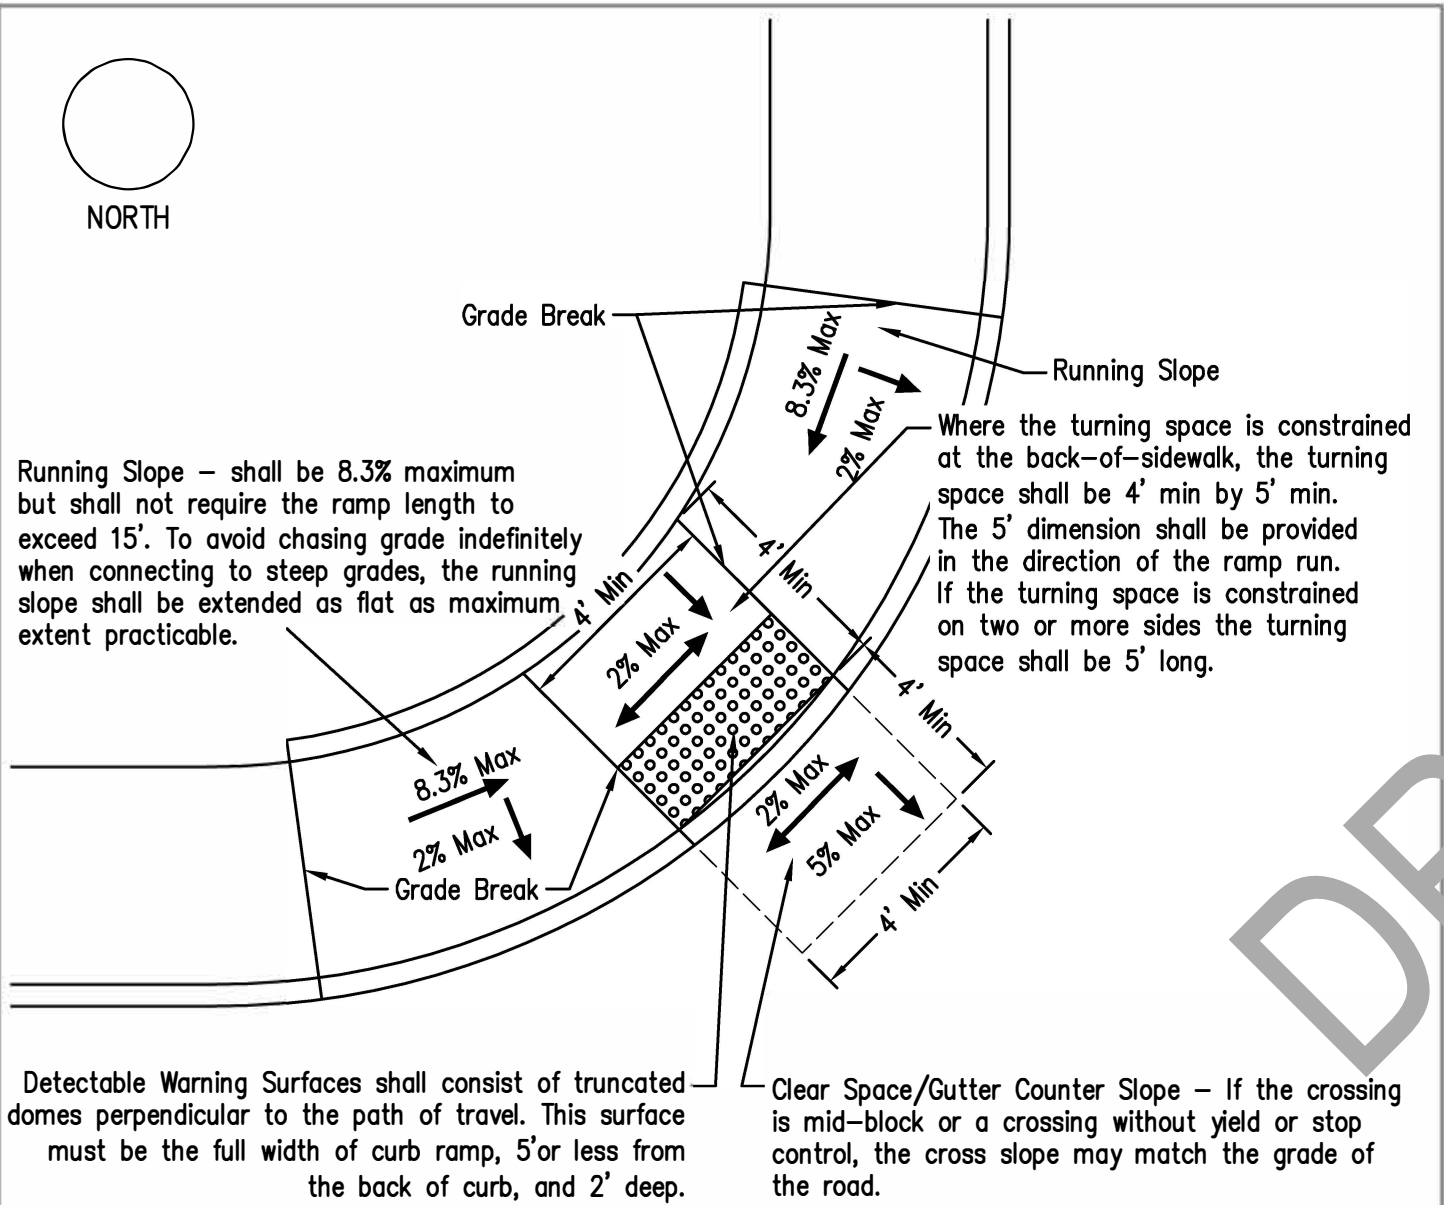 NORTH
Grade Break
8.3% Max
2% Max
Running Slope
Where the turning space is constrained
at the back-of-sidewalk, the turning
space shall be 4' min by 5' min.
The 5' dimension shall be provided
in the direction of the ramp run.
If the turning space is constrained
on two or more sides the turning
space shall be 5' long.
Running Slope – shall be 8.3% maximum
but shall not require the ramp length to
exceed 15'. To avoid chasing grade indefinitely
when connecting to steep grades, the running
slope shall be extended as flat as maximum
extent practicable.
4' Min
4' Min
2% Max
4' Min
8.3% Max
2% Max
Grade Break
2% Max
5% Max
4' Min
Detectable Warning Surfaces shall consist of truncated
domes perpendicular to the path of travel. This surface
must be the full width of curb ramp, 5'or less from
the back of curb, and 2' deep.
Clear Space/Gutter Counter Slope – If the crossing
is mid-block or a crossing without yield or stop
control, the cross slope may match the grade of
the road.